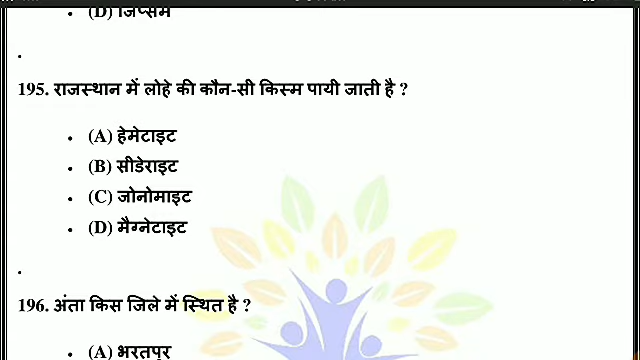 (D) जिप्सम
195. राजस्थान में लोहे की कौन-सी किस्म पायी जाती है ?
(A) हेमेटाइट
(B) सीडेराइट
(C) जोनोमाइट
(D) मैग्नेटाइट
196. अंता किस जिले में स्थित है ?
(A) भरतपुर